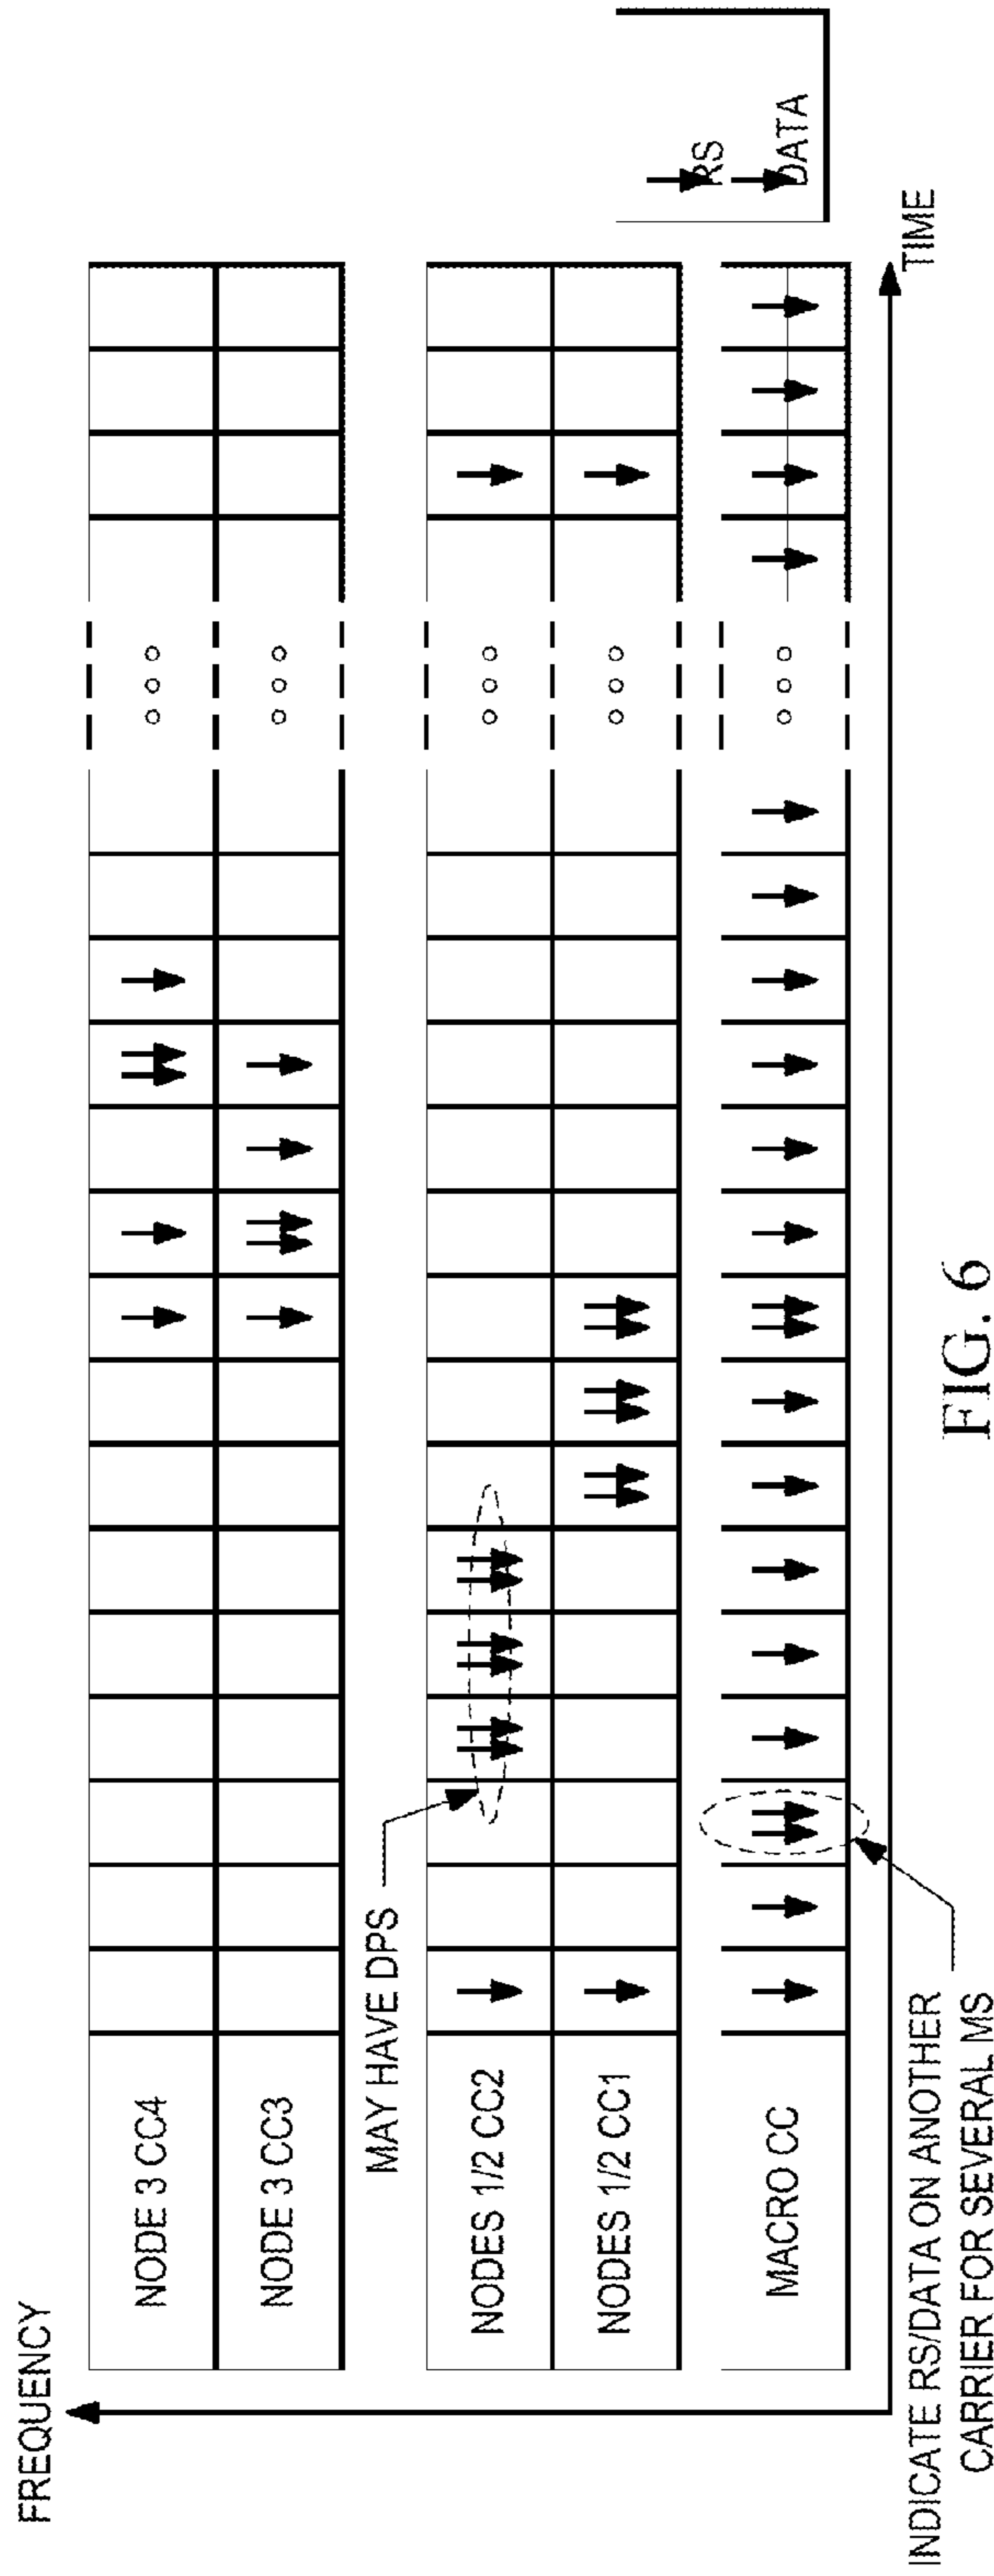 FREQUENCY
NODE 3 CC4
NODE 3 CC3
MAY HAVE DPS
NODES 1/2 CC2
NODES 1/2 CC1
MACRO CC
RS
DATA
TIME
INDICATE RS/DATA ON ANOTHER
CARRIER FOR SEVERAL MS
FIG. 6